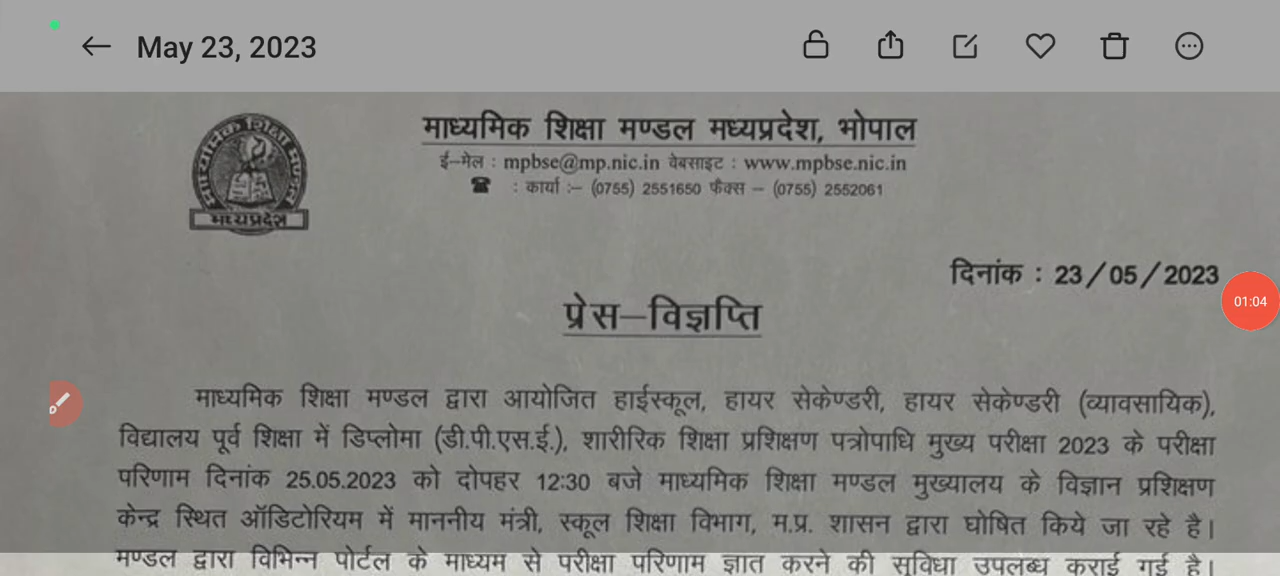 May 23, 2023
माध्यमिक शिक्षा मण्डल मध्यप्रदेश, भोपाल
ई–मेल : mpbse@mp.nic.in वेबसाइट : www.mpbse.nic.in
☎ : कार्या :– (0755) 2551650 फैक्स – (0755) 2552061
मध्यप्रदेश
दिनांक : 23/05/2023
01:04
प्रेस–विज्ञप्ति
माध्यमिक शिक्षा मण्डल द्वारा आयोजित हाईस्कूल, हायर सेकेण्डरी, हायर सेकेण्डरी (व्यावसायिक),
विद्यालय पूर्व शिक्षा में डिप्लोमा (डी.पी.एस.ई.), शारीरिक शिक्षा प्रशिक्षण पत्रोपाधि मुख्य परीक्षा 2023 के परीक्षा
परिणाम दिनांक 25.05.2023 को दोपहर 12:30 बजे माध्यमिक शिक्षा मण्डल मुख्यालय के विज्ञान प्रशिक्षण
केन्द्र स्थित ऑडिटोरियम में माननीय मंत्री, स्कूल शिक्षा विभाग, म.प्र. शासन द्वारा घोषित किये जा रहे है।
मण्डल द्वारा विभिन्न पोर्टल के माध्यम से परीक्षा परिणाम ज्ञात करने की सुविधा उपलब्ध कराई गई है।